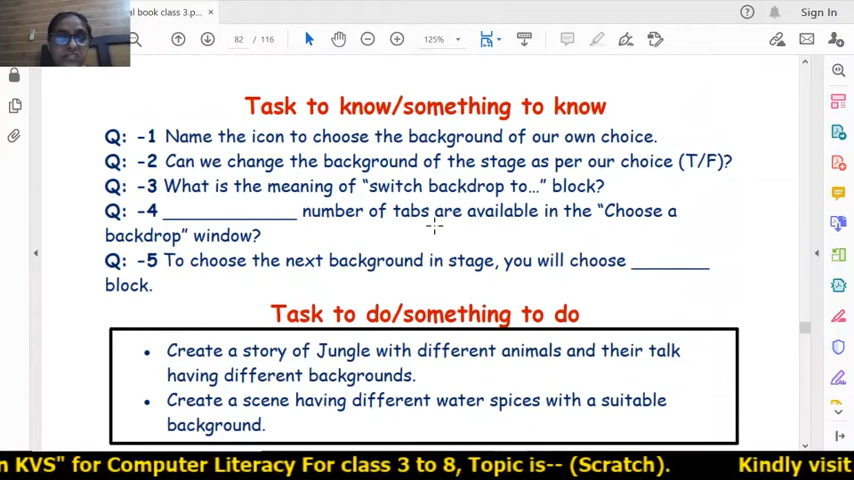 al book class 3.p... ×
Sign In
82 / 116
125%
Task to know/something to know
Q: -1 Name the icon to choose the background of our own choice.
Q: -2 Can we change the background of the stage as per our choice (T/F)?
Q: -3 What is the meaning of “switch backdrop to...” block?
Q: -4 _____________ number of tabs are available in the “Choose a
backdrop” window?
Q: -5 To choose the next background in stage, you will choose _______
block.
Task to do/something to do
• Create a story of Jungle with different animals and their talk
having different backgrounds.
• Create a scene having different water spices with a suitable
background.
n KVS" for Computer Literacy For class 3 to 8, Topic is-- (Scratch). Kindly visit